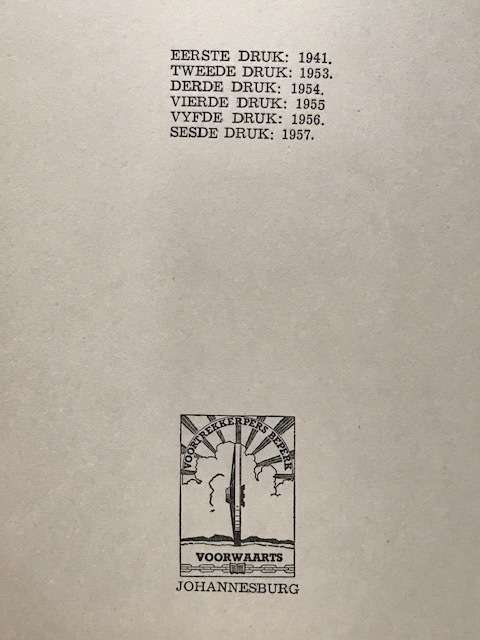 EERSTE DRUK: 1941.
TWEEDE DRUK: 1953.
DERDE DRUK: 1954.
VIERDE DRUK: 1955
VYFDE DRUK: 1956.
SESDE DRUK: 1957.
VOORTREKKERPERS BEPERK
VOORWAARTS
JOHANNESBURG